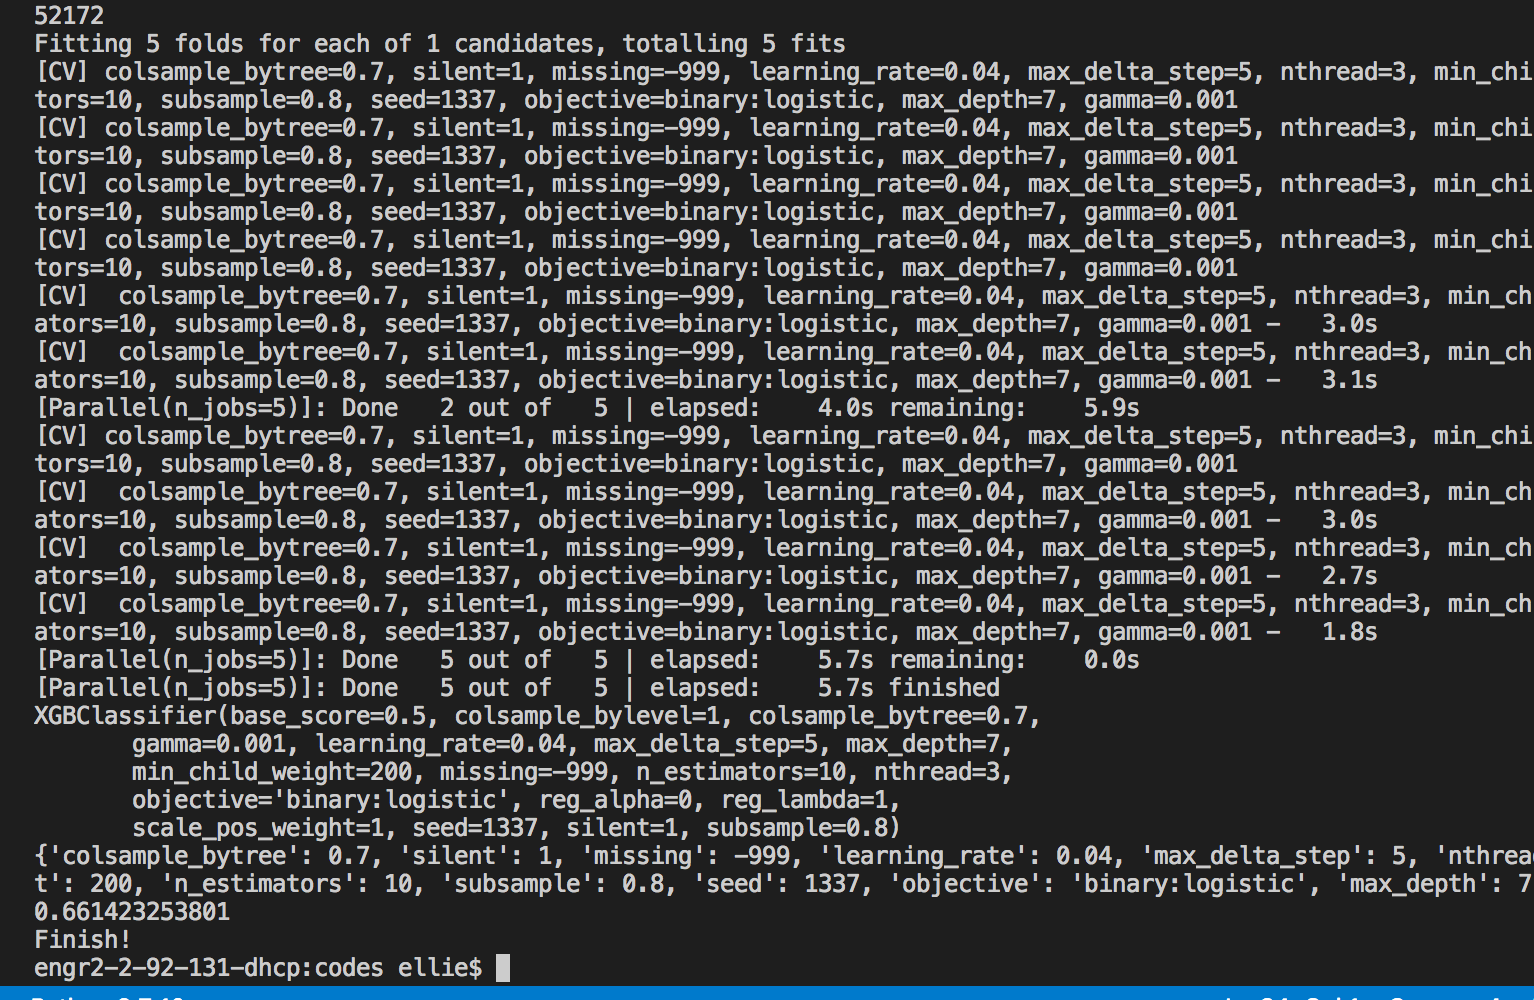 52172
Fitting 5 folds for each of 1 candidates, totalling 5 fits
[CV] colsample_bytree=0.7, silent=1, missing=-999, learning_rate=0.04, max_delta_step=5, nthread=3, min_chi
tors=10, subsample=0.8, seed=1337, objective=binary:logistic, max_depth=7, gamma=0.001
[CV] colsample_bytree=0.7, silent=1, missing=-999, learning_rate=0.04, max_delta_step=5, nthread=3, min_chi
tors=10, subsample=0.8, seed=1337, objective=binary:logistic, max_depth=7, gamma=0.001
[CV] colsample_bytree=0.7, silent=1, missing=-999, learning_rate=0.04, max_delta_step=5, nthread=3, min_chi
tors=10, subsample=0.8, seed=1337, objective=binary:logistic, max_depth=7, gamma=0.001
[CV] colsample_bytree=0.7, silent=1, missing=-999, learning_rate=0.04, max_delta_step=5, nthread=3, min_chi
tors=10, subsample=0.8, seed=1337, objective=binary:logistic, max_depth=7, gamma=0.001
[CV]  colsample_bytree=0.7, silent=1, missing=-999, learning_rate=0.04, max_delta_step=5, nthread=3, min_ch
ators=10, subsample=0.8, seed=1337, objective=binary:logistic, max_depth=7, gamma=0.001 -   3.0s
[CV]  colsample_bytree=0.7, silent=1, missing=-999, learning_rate=0.04, max_delta_step=5, nthread=3, min_ch
ators=10, subsample=0.8, seed=1337, objective=binary:logistic, max_depth=7, gamma=0.001 -   3.1s
[Parallel(n_jobs=5)]: Done   2 out of   5 | elapsed:    4.0s remaining:    5.9s
[CV] colsample_bytree=0.7, silent=1, missing=-999, learning_rate=0.04, max_delta_step=5, nthread=3, min_chi
tors=10, subsample=0.8, seed=1337, objective=binary:logistic, max_depth=7, gamma=0.001
[CV]  colsample_bytree=0.7, silent=1, missing=-999, learning_rate=0.04, max_delta_step=5, nthread=3, min_ch
ators=10, subsample=0.8, seed=1337, objective=binary:logistic, max_depth=7, gamma=0.001 -   3.0s
[CV]  colsample_bytree=0.7, silent=1, missing=-999, learning_rate=0.04, max_delta_step=5, nthread=3, min_ch
ators=10, subsample=0.8, seed=1337, objective=binary:logistic, max_depth=7, gamma=0.001 -   2.7s
[CV]  colsample_bytree=0.7, silent=1, missing=-999, learning_rate=0.04, max_delta_step=5, nthread=3, min_ch
ators=10, subsample=0.8, seed=1337, objective=binary:logistic, max_depth=7, gamma=0.001 -   1.8s
[Parallel(n_jobs=5)]: Done   5 out of   5 | elapsed:    5.7s remaining:    0.0s
[Parallel(n_jobs=5)]: Done   5 out of   5 | elapsed:    5.7s finished
XGBClassifier(base_score=0.5, colsample_bylevel=1, colsample_bytree=0.7,
       gamma=0.001, learning_rate=0.04, max_delta_step=5, max_depth=7,
       min_child_weight=200, missing=-999, n_estimators=10, nthread=3,
       objective='binary:logistic', reg_alpha=0, reg_lambda=1,
       scale_pos_weight=1, seed=1337, silent=1, subsample=0.8)
{'colsample_bytree': 0.7, 'silent': 1, 'missing': -999, 'learning_rate': 0.04, 'max_delta_step': 5, 'nthrea
t': 200, 'n_estimators': 10, 'subsample': 0.8, 'seed': 1337, 'objective': 'binary:logistic', 'max_depth': 7
0.661423253801
Finish!
engr2-2-92-131-dhcp:codes ellie$